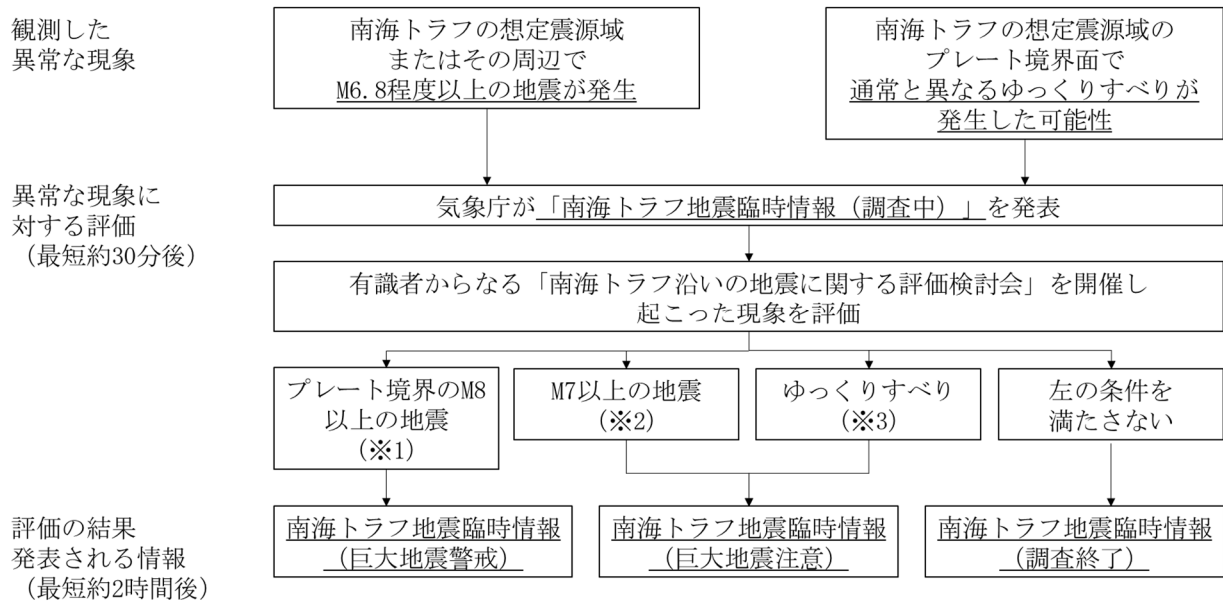 観測した
異常な現象
南海トラフの想定震源域
またはその周辺で
M6.8程度以上の地震が発生
南海トラフの想定震源域の
プレート境界面で
通常と異なるゆっくりすべりが
発生した可能性
異常な現象に
対する評価
（最短約30分後）
気象庁が「南海トラフ地震臨時情報（調査中）」を発表
有識者からなる「南海トラフ沿いの地震に関する評価検討会」を開催し
起こった現象を評価
プレート境界のM8
以上の地震
(※1)
M7以上の地震
(※2)
ゆっくりすべり
(※3)
左の条件を
満たさない
評価の結果
発表される情報
（最短約2時間後）
南海トラフ地震臨時情報
（巨大地震警戒）
南海トラフ地震臨時情報
（巨大地震注意）
南海トラフ地震臨時情報
（調査終了）